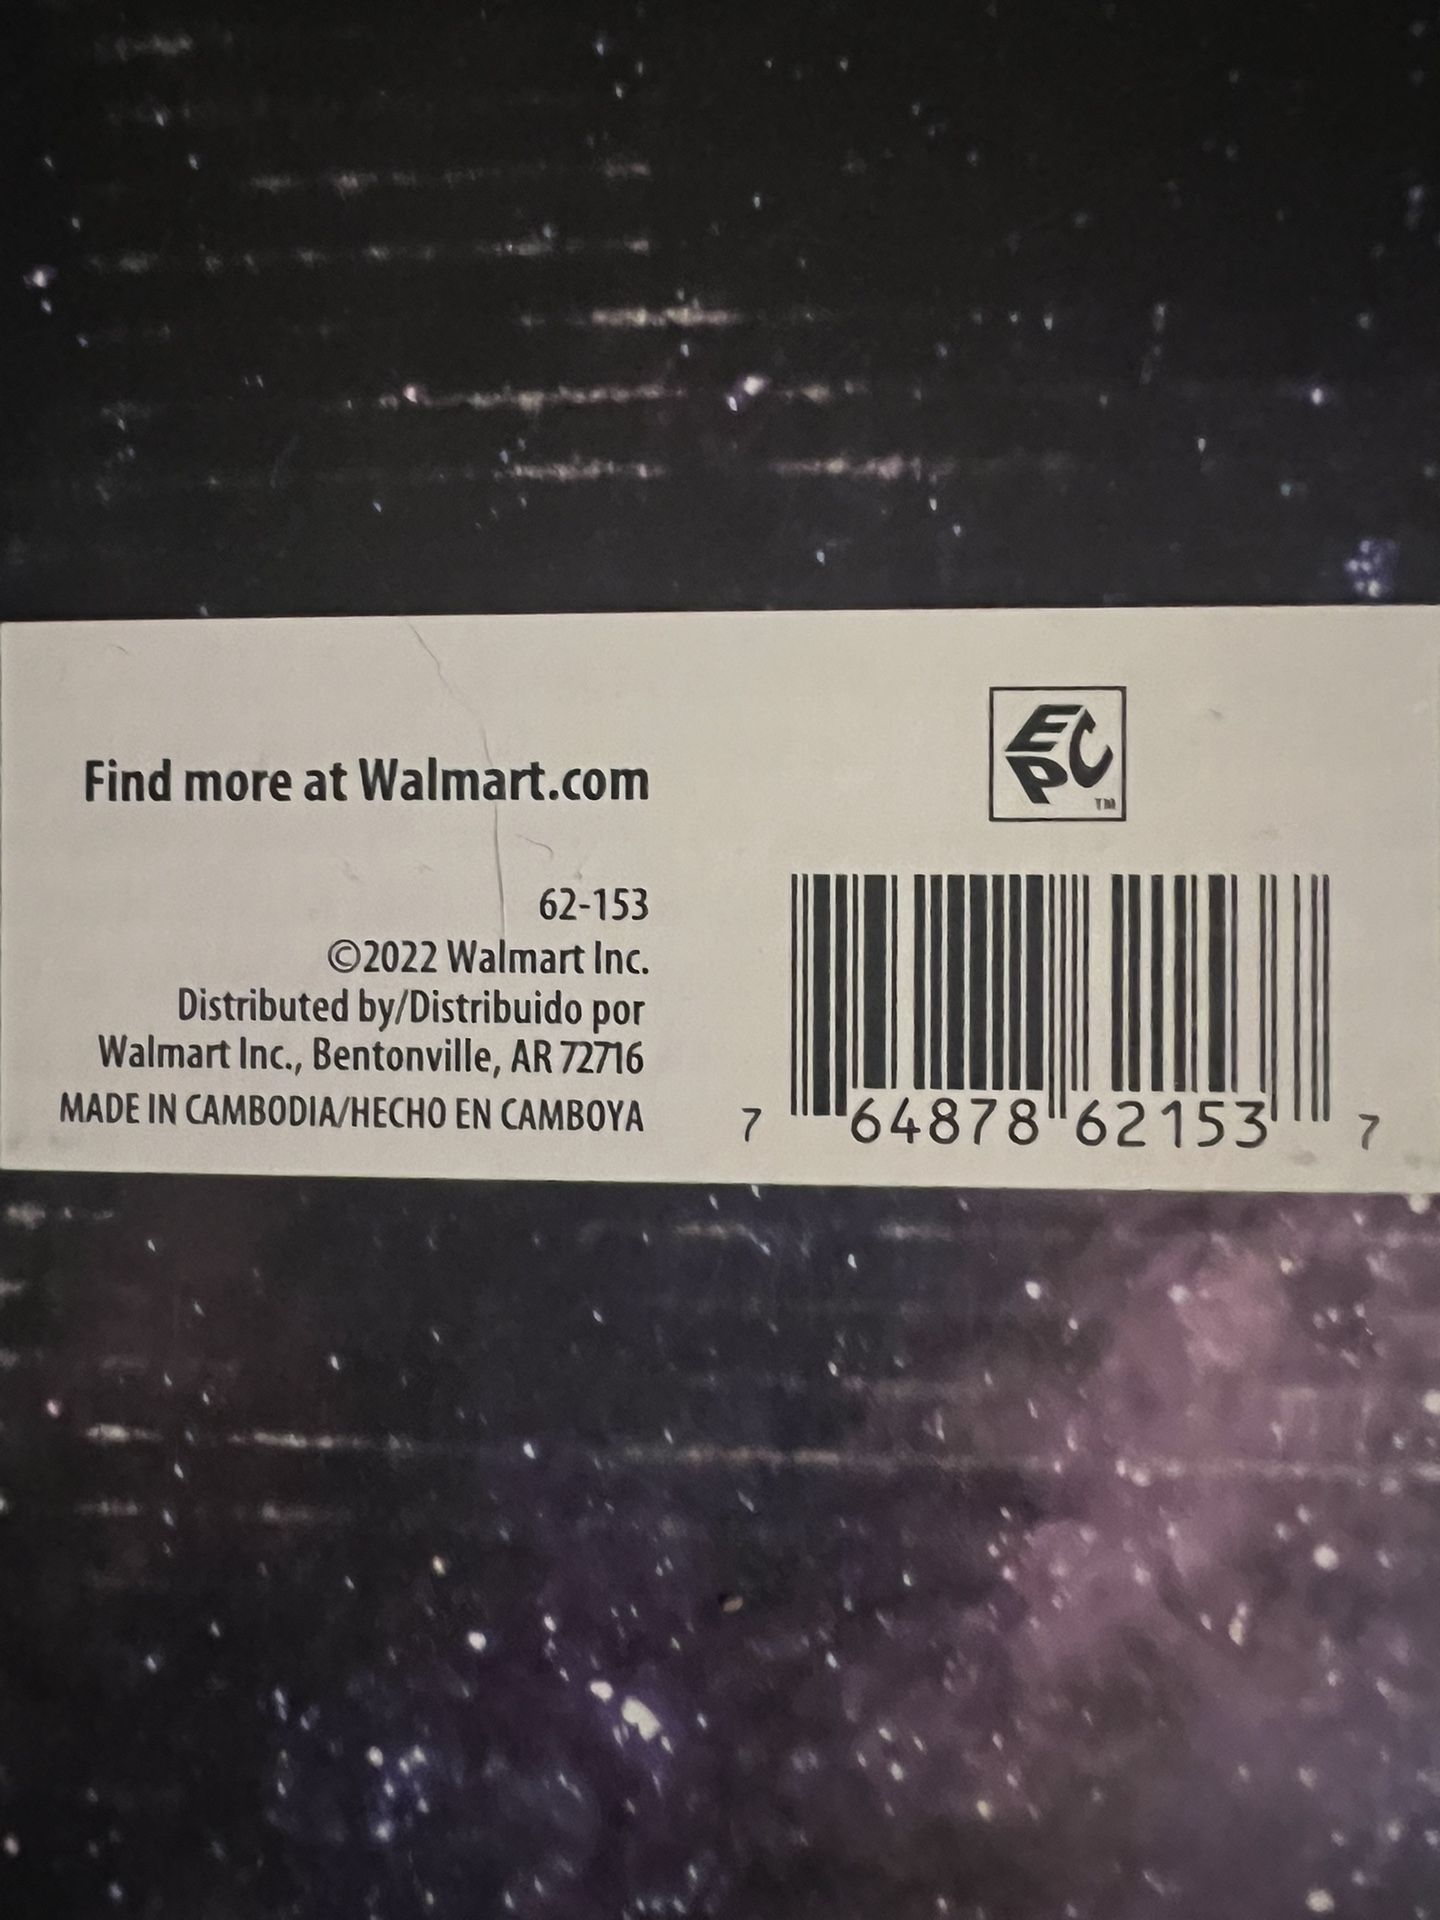 Find more at Walmart.com
62-153
©2022 Walmart Inc.
Distributed by/Distribuido por
Walmart Inc., Bentonville, AR 72716
MADE IN CAMBODIA/HECHO EN CAMBOYA
EPC
™
7 64878 62153 7